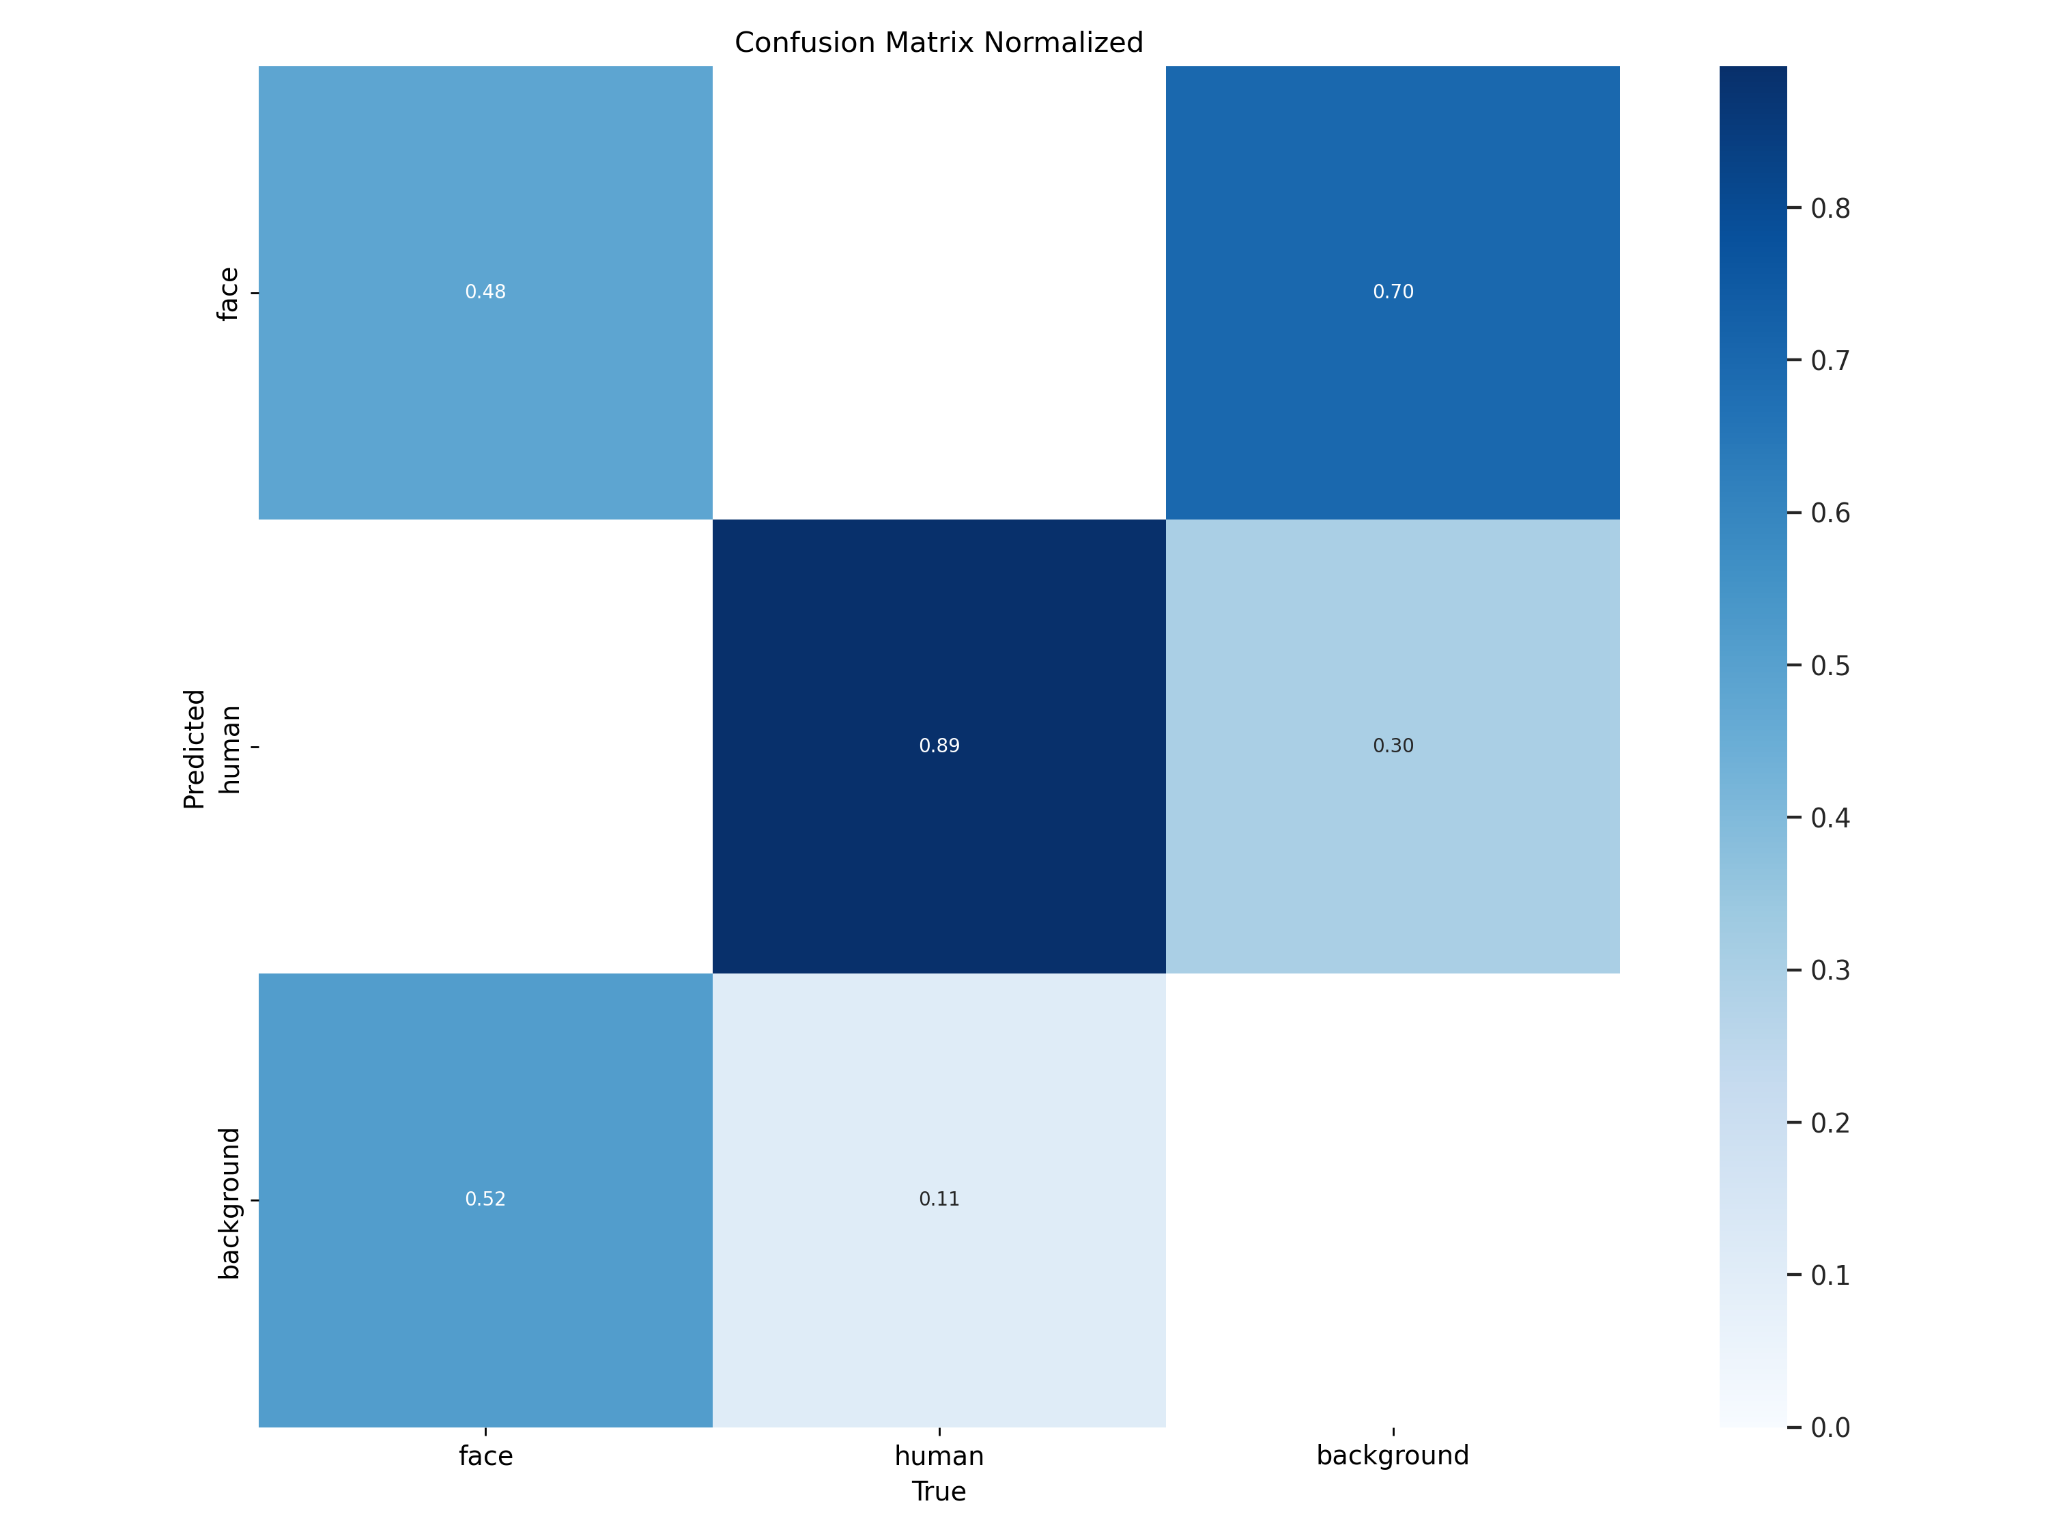 Confusion Matrix Normalized
face
0.48
0.70
0.8
0.7
0.6
Predicted
human
0.89
0.30
0.5
0.4
0.3
background
0.52
0.11
0.2
0.1
0.0
face
human
background
True